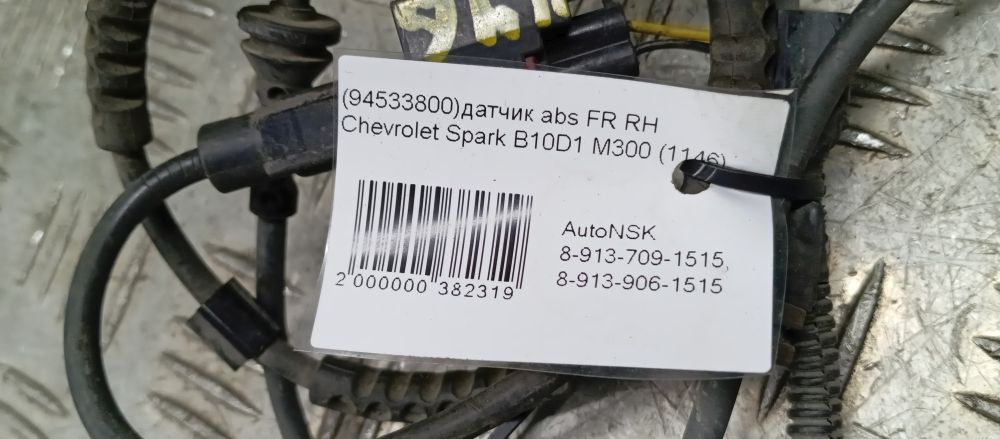 (94533800)датчик abs FR RH
Chevrolet Spark B10D1 M300 (1146)
AutoNSK
8-913-709-1515,
8-913-906-1515
2 000000 382319